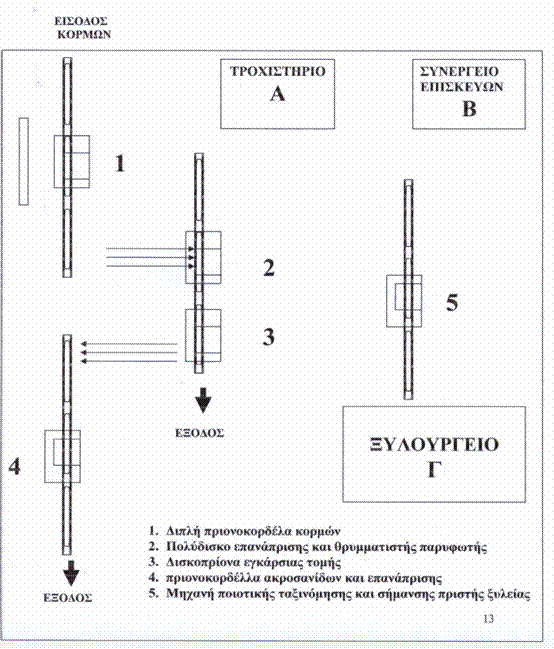 ΕΙΣΟΔΟΣ
ΚΟΡΜΩΝ
ΤΡΟΧΙΣΤΗΡΙΟ
Α
ΣΥΝΕΡΓΕΙΟ
ΕΠΙΣΚΕΥΩΝ
Β
1
2
3
4
5
ΕΞΟΔΟΣ
ΞΥΛΟΥΡΓΕΙΟ
Γ
ΕΞΟΔΟΣ
1. Διπλή πριονοκορδέλα κορμών
2. Πολύδισκο επανάπρισης και θρυμματιστής παρυφωτής
3. Δισκοπρίονα εγκάρσιας τομής
4. πριονοκορδέλλα ακροσανίδων και επανάπρισης
5. Μηχανή ποιοτικής ταξινόμησης και σήμανσης πριστής ξυλείας
13